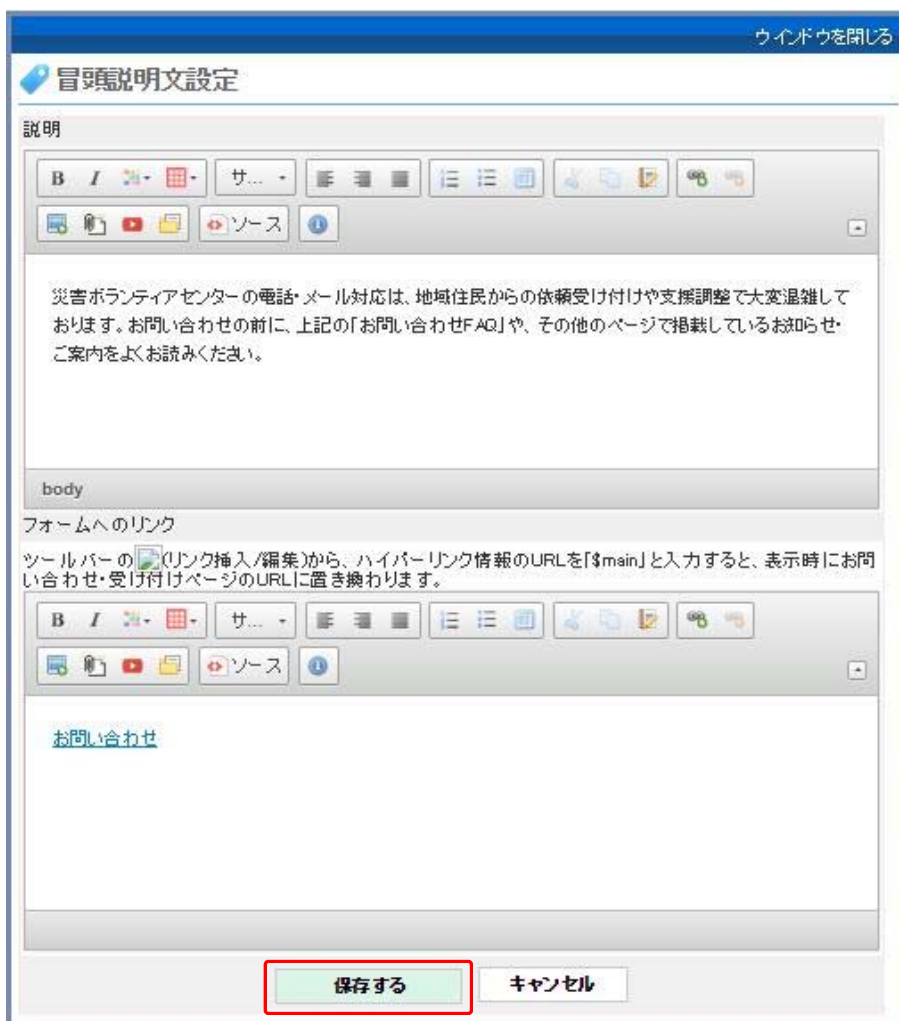 ウインドウを閉じる
冒頭説明文設定
説明
B I サ...
ソース
災害ボランティアセンターの電話・メール対応は、地域住民からの依頼受け付けや支援調整で大変混雑して
おります。お問い合わせの前に、上記の「お問い合わせFAQ」や、その他のページで掲載しているお知らせ・
ご案内をよくお読みください。
body
フォームへのリンク
ツールバーの(リンク挿入/編集)から、ハイパーリンク情報のURLを「$main」と入力すると、表示時にお問
い合わせ・受け付けページのURLに置き換わります。
B I サ...
ソース
お問い合わせ
保存する キャンセル